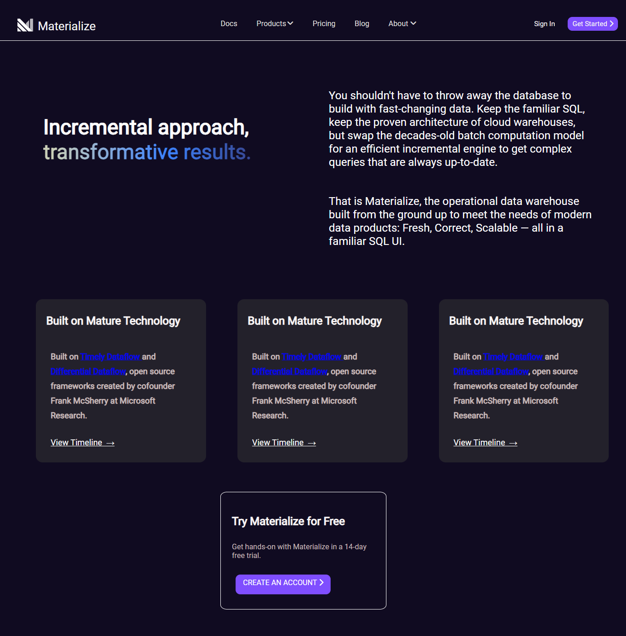 Materialize
Docs
Products
Pricing
Blog
About
Sign In
Get Started
Incremental approach,
transformative results.
You shouldn't have to throw away the database to
build with fast-changing data. Keep the familiar SQL,
keep the proven architecture of cloud warehouses,
but swap the decades-old batch computation model
for an efficient incremental engine to get complex
queries that are always up-to-date.
That is Materialize, the operational data warehouse
built from the ground up to meet the needs of modern
data products: Fresh, Correct, Scalable — all in a
familiar SQL UI.
Built on Mature Technology
Built on Timely Dataflow and
Differential Dataflow, open source
frameworks created by cofounder
Frank McSherry at Microsoft
Research.
View Timeline →
Built on Mature Technology
Built on Timely Dataflow and
Differential Dataflow, open source
frameworks created by cofounder
Frank McSherry at Microsoft
Research.
View Timeline →
Built on Mature Technology
Built on Timely Dataflow and
Differential Dataflow, open source
frameworks created by cofounder
Frank McSherry at Microsoft
Research.
View Timeline →
Try Materialize for Free
Get hands-on with Materialize in a 14-day
free trial.
CREATE AN ACCOUNT